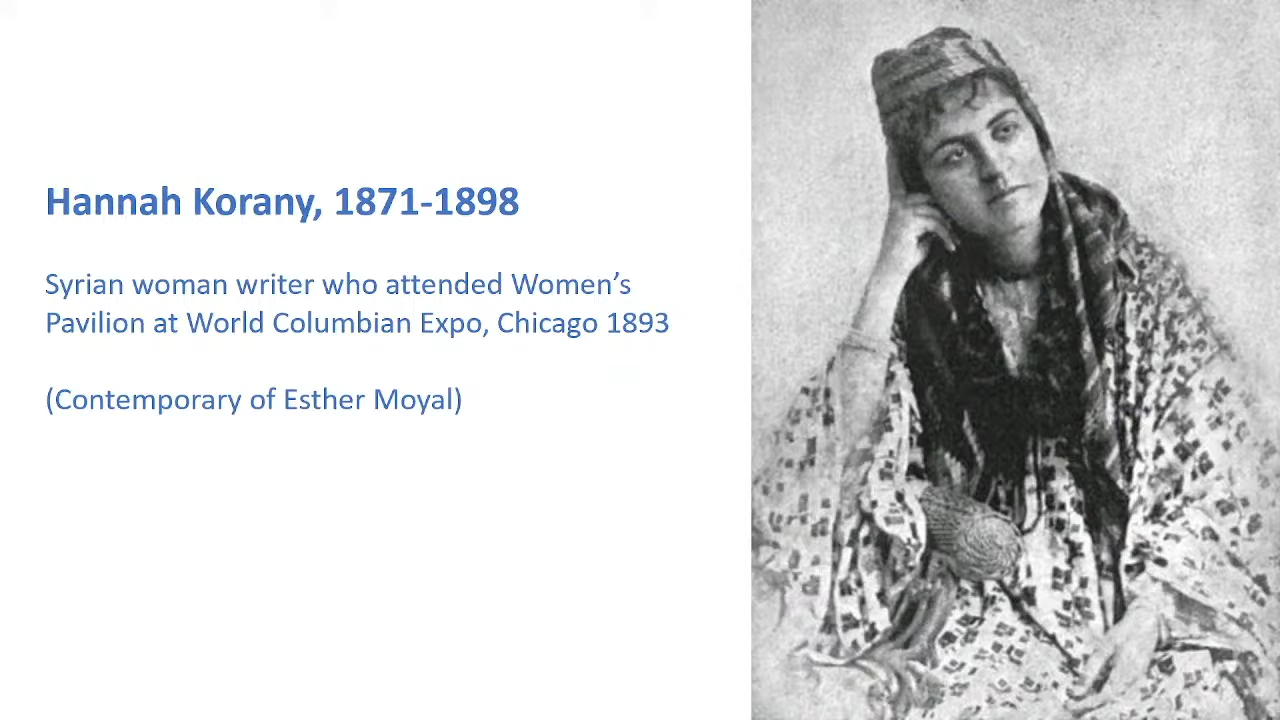 Hannah Korany, 1871-1898
Syrian woman writer who attended Women’s
Pavilion at World Columbian Expo, Chicago 1893
(Contemporary of Esther Moyal)